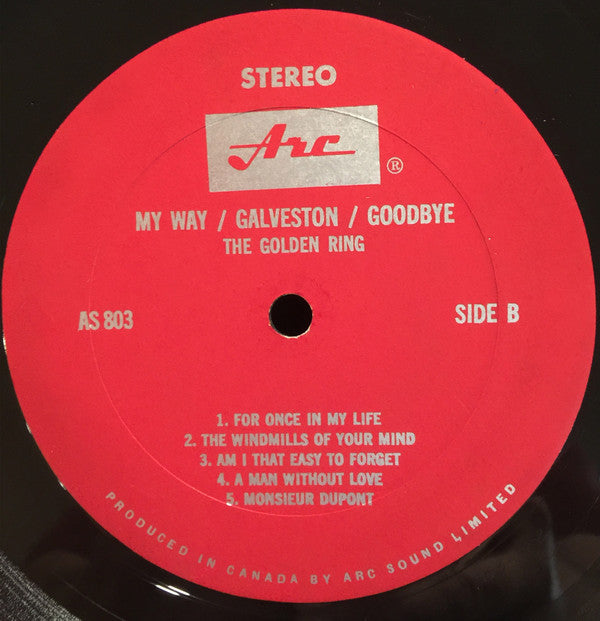 STEREO
Arc ®
MY WAY / GALVESTON / GOODBYE
THE GOLDEN RING
AS 803
SIDE B
1. FOR ONCE IN MY LIFE
2. THE WINDMILLS OF YOUR MIND
3. AM I THAT EASY TO FORGET
4. A MAN WITHOUT LOVE
5. MONSIEUR DUPONT
PRODUCED IN CANADA BY ARC SOUND LIMITED